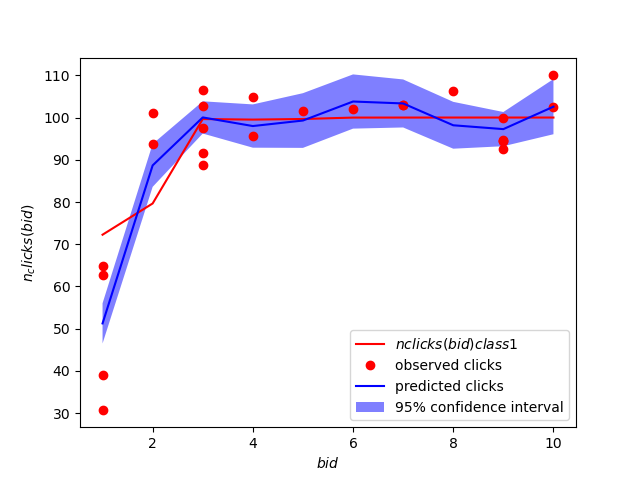 110
100
90
80
70
60
50
40
30
n_clicks(bid)
nclicks(bid)class1
observed clicks
predicted clicks
95% confidence interval
2 4 6 8 10
bid